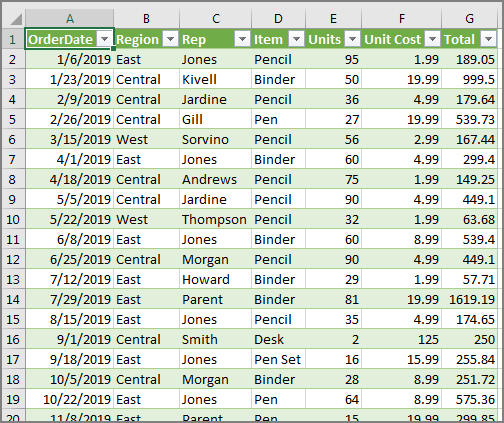 A B C D E F G
1 OrderDate Region Rep Item Units Unit Cost Total
2 1/6/2019 East Jones Pencil 95 1.99 189.05
3 1/23/2019 Central Kivell Binder 50 19.99 999.5
4 2/9/2019 Central Jardine Pencil 36 4.99 179.64
5 2/26/2019 Central Gill Pen 27 19.99 539.73
6 3/15/2019 West Sorvino Pencil 56 2.99 167.44
7 4/1/2019 East Jones Binder 60 4.99 299.4
8 4/18/2019 Central Andrews Pencil 75 1.99 149.25
9 5/5/2019 Central Jardine Pencil 90 4.99 449.1
10 5/22/2019 West Thompson Pencil 32 1.99 63.68
11 6/8/2019 East Jones Binder 60 8.99 539.4
12 6/25/2019 Central Morgan Pencil 90 4.99 449.1
13 7/12/2019 East Howard Binder 29 1.99 57.71
14 7/29/2019 East Parent Binder 81 19.99 1619.19
15 8/15/2019 East Jones Pencil 35 4.99 174.65
16 9/1/2019 Central Smith Desk 2 125 250
17 9/18/2019 East Jones Pen Set 16 15.99 255.84
18 10/5/2019 Central Morgan Binder 28 8.99 251.72
19 10/22/2019 East Jones Pen 64 8.99 575.36
20 11/8/2019 East Parent Pen 15 19.99 299.85